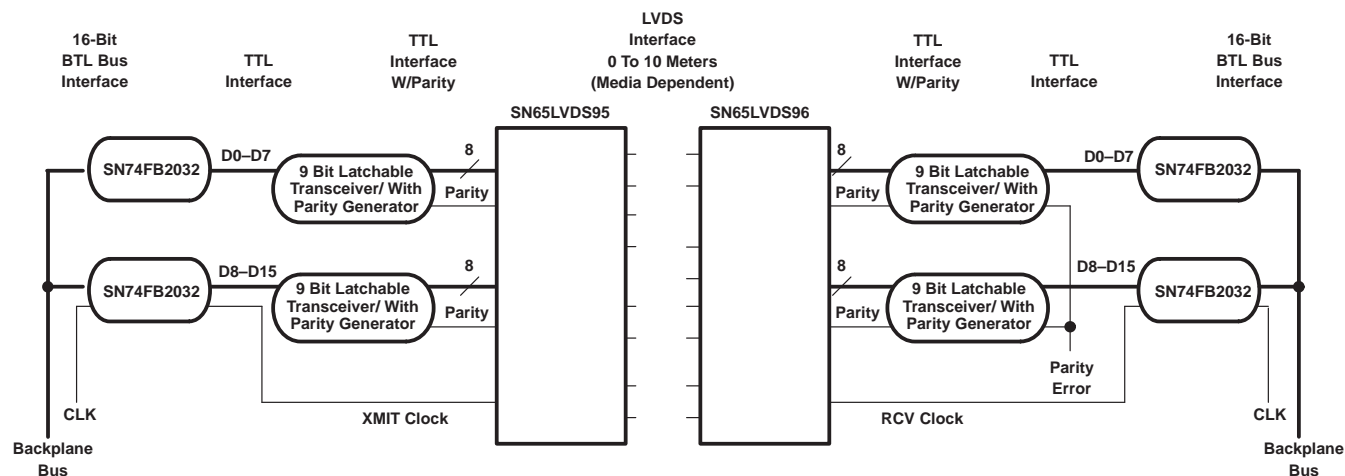 16-Bit
BTL Bus
Interface
TTL
Interface
TTL
Interface
W/Parity
LVDS
Interface
0 To 10 Meters
(Media Dependent)
TTL
Interface
W/Parity
TTL
Interface
16-Bit
BTL Bus
Interface
SN65LVDS95
SN65LVDS96
SN74FB2032
D0–D7
9 Bit Latchable
Transceiver/ With
Parity Generator
8
Parity
8
Parity
9 Bit Latchable
Transceiver/ With
Parity Generator
D0–D7
SN74FB2032
SN74FB2032
D8–D15
9 Bit Latchable
Transceiver/ With
Parity Generator
8
Parity
8
Parity
9 Bit Latchable
Transceiver/ With
Parity Generator
D8–D15
SN74FB2032
Parity
Error
CLK
XMIT Clock
RCV Clock
CLK
Backplane
Bus
Backplane
Bus